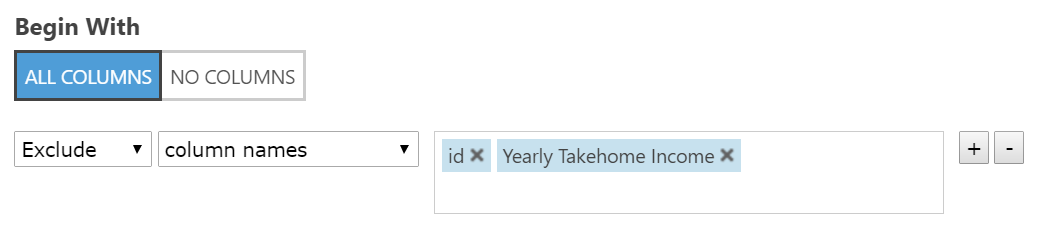 Begin With
ALL COLUMNS NO COLUMNS
Exclude column names id Yearly Takehome Income + -